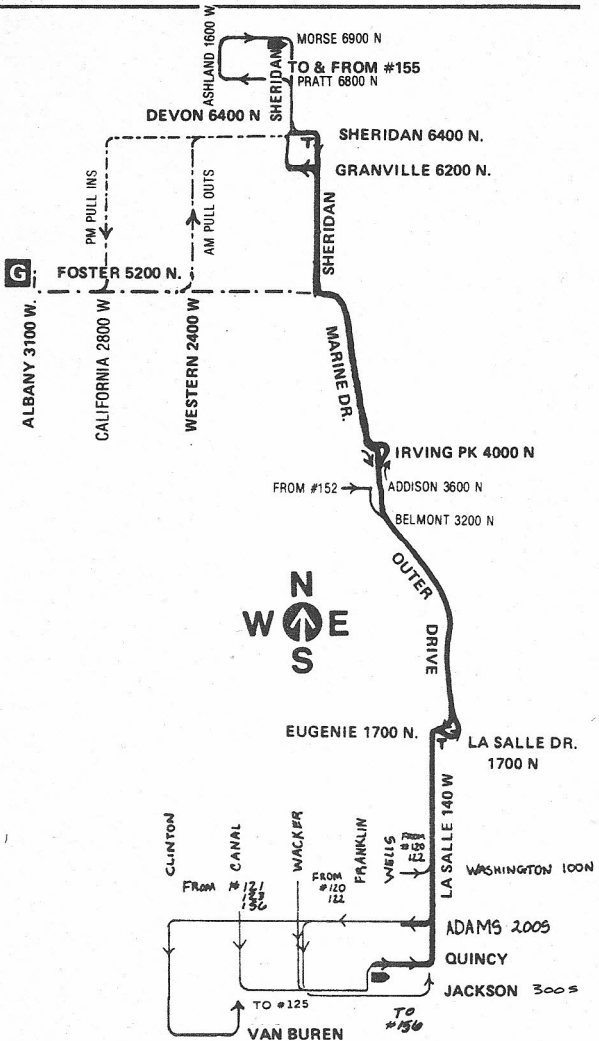 ASHLAND 1600 W.
SHERIDAN
MORSE 6900 N
TO & FROM #155
PRATT 6800 N
DEVON 6400 N
SHERIDAN 6400 N.
T
GRANVILLE 6200 N.
PM PULL INS
AM PULL OUTS
SHERIDAN
G
FOSTER 5200 N.
ALBANY 3100 W.
CALIFORNIA 2800 W
WESTERN 2400 W
MARINE DR.
IRVING PK 4000 N
FROM #152
ADDISON 3600 N
BELMONT 3200 N
OUTER
DRIVE
N
W E
S
EUGENIE 1700 N.
T
LA SALLE DR.
1700 N
LA SALLE 140 W
CLINTON
CANAL
WACKER
FRANKLIN
WELLS
FROM
WASHINGTON 100N
FROM #121
156
FROM
#120
122
ADAMS 200S
QUINCY
JACKSON 300S
TO #125
TO
#156
VAN BUREN